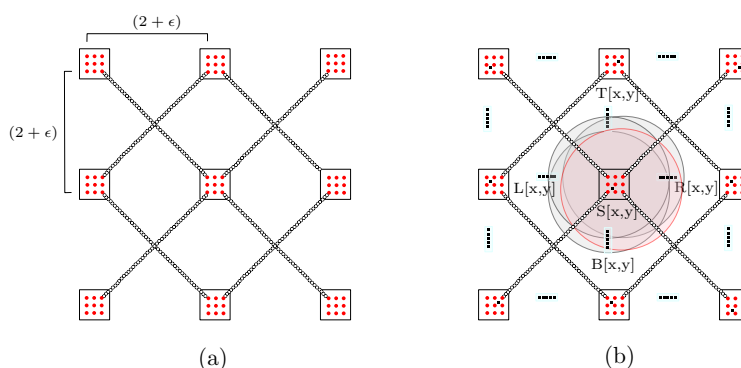 (2 + ϵ)
(2 + ϵ)
T[x,y]
L[x,y]
R[x,y]
S[x,y]
B[x,y]
(a)
(b)